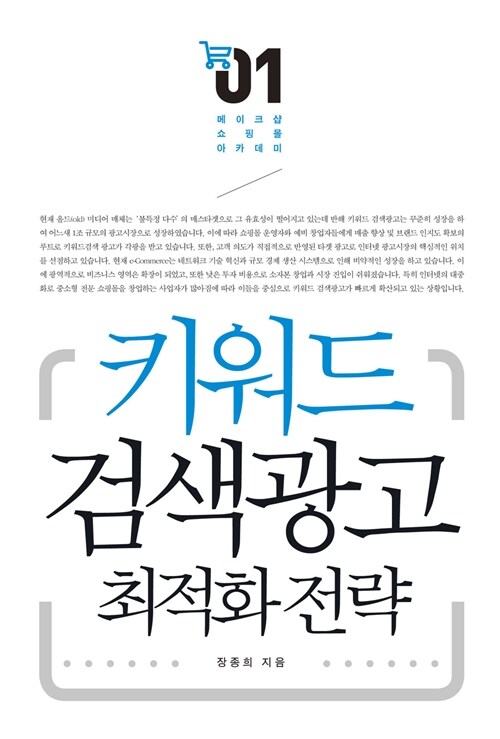 01
메이크샵
쇼핑몰
아카데미
현재 올드(old) 미디어 매체는 '불특정 다수' 의 매스타겟으로 그 유효성이 떨어지고 있는데 반해 키워드 검색광고는 꾸준히 성장을 하
여 어느새 1조 규모의 광고시장으로 성장하였습니다. 이에 따라 쇼핑몰 운영자와 예비 창업자들에게 매출 향상 및 브랜드 인지도 확보의
루트로 키워드검색 광고가 각광을 받고 있습니다. 또한, 고객 의도가 직접적으로 반영된 타겟 광고로 인터넷 광고시장의 핵심적인 위치
를 선점하고 있습니다. 현재 e-Commerce는 네트워크 기술 혁신과 규모 경제 생산 시스템으로 인해 비약적인 성장을 하고 있습니다. 이
에 광역적으로 비즈니스 영역은 확장이 되었고, 또한 낮은 투자 비용으로 소자본 창업과 시장 진입이 쉬워졌습니다. 특히 인터넷의 대중
화로 중소형 전문 쇼핑몰을 창업하는 사업자가 많아짐에 따라 이들을 중심으로 키워드 검색광고가 빠르게 확산되고 있는 상황입니다.
키워드
검색광고
최적화 전략
장종희 지음